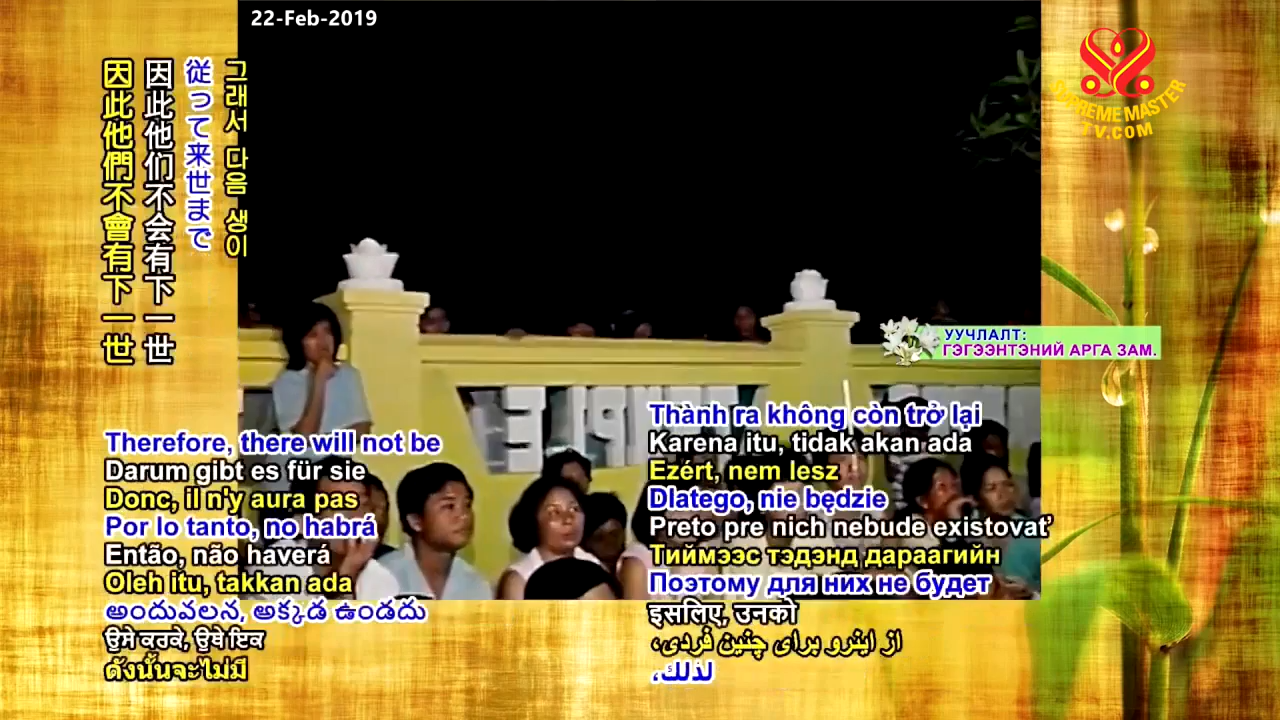 22-Feb-2019
SUPREME MASTER
TV.COM
그래서 다음 생이
従って来世まで
因此他们不会有下一世
因此他們不會有下一世
УУЧЛАЛТ:
ГЭГЭЭНТЭНИЙ АРГА ЗАМ.
Therefore, there will not be
Darum gibt es für sie
Donc, il n'y aura pas
Por lo tanto, no habrá
Então, não haverá
Oleh itu, takkan ada
అందువలన, అక్కడ ఉండదు
ਉਸੇ ਕਰਕੇ, ਉਥੇ ਇਕ
ดังนั้นจะไม่มี
Thành ra không còn trở lại
Karena itu, tidak akan ada
Ezért, nem lesz
Dlatego, nie będzie
Preto pre nich nebude existovať
Тиймээс тэдэнд дараагийн
Поэтому для них не будет
इसलिए, उनको
از اینرو برای چنین فردی،
لذلك،